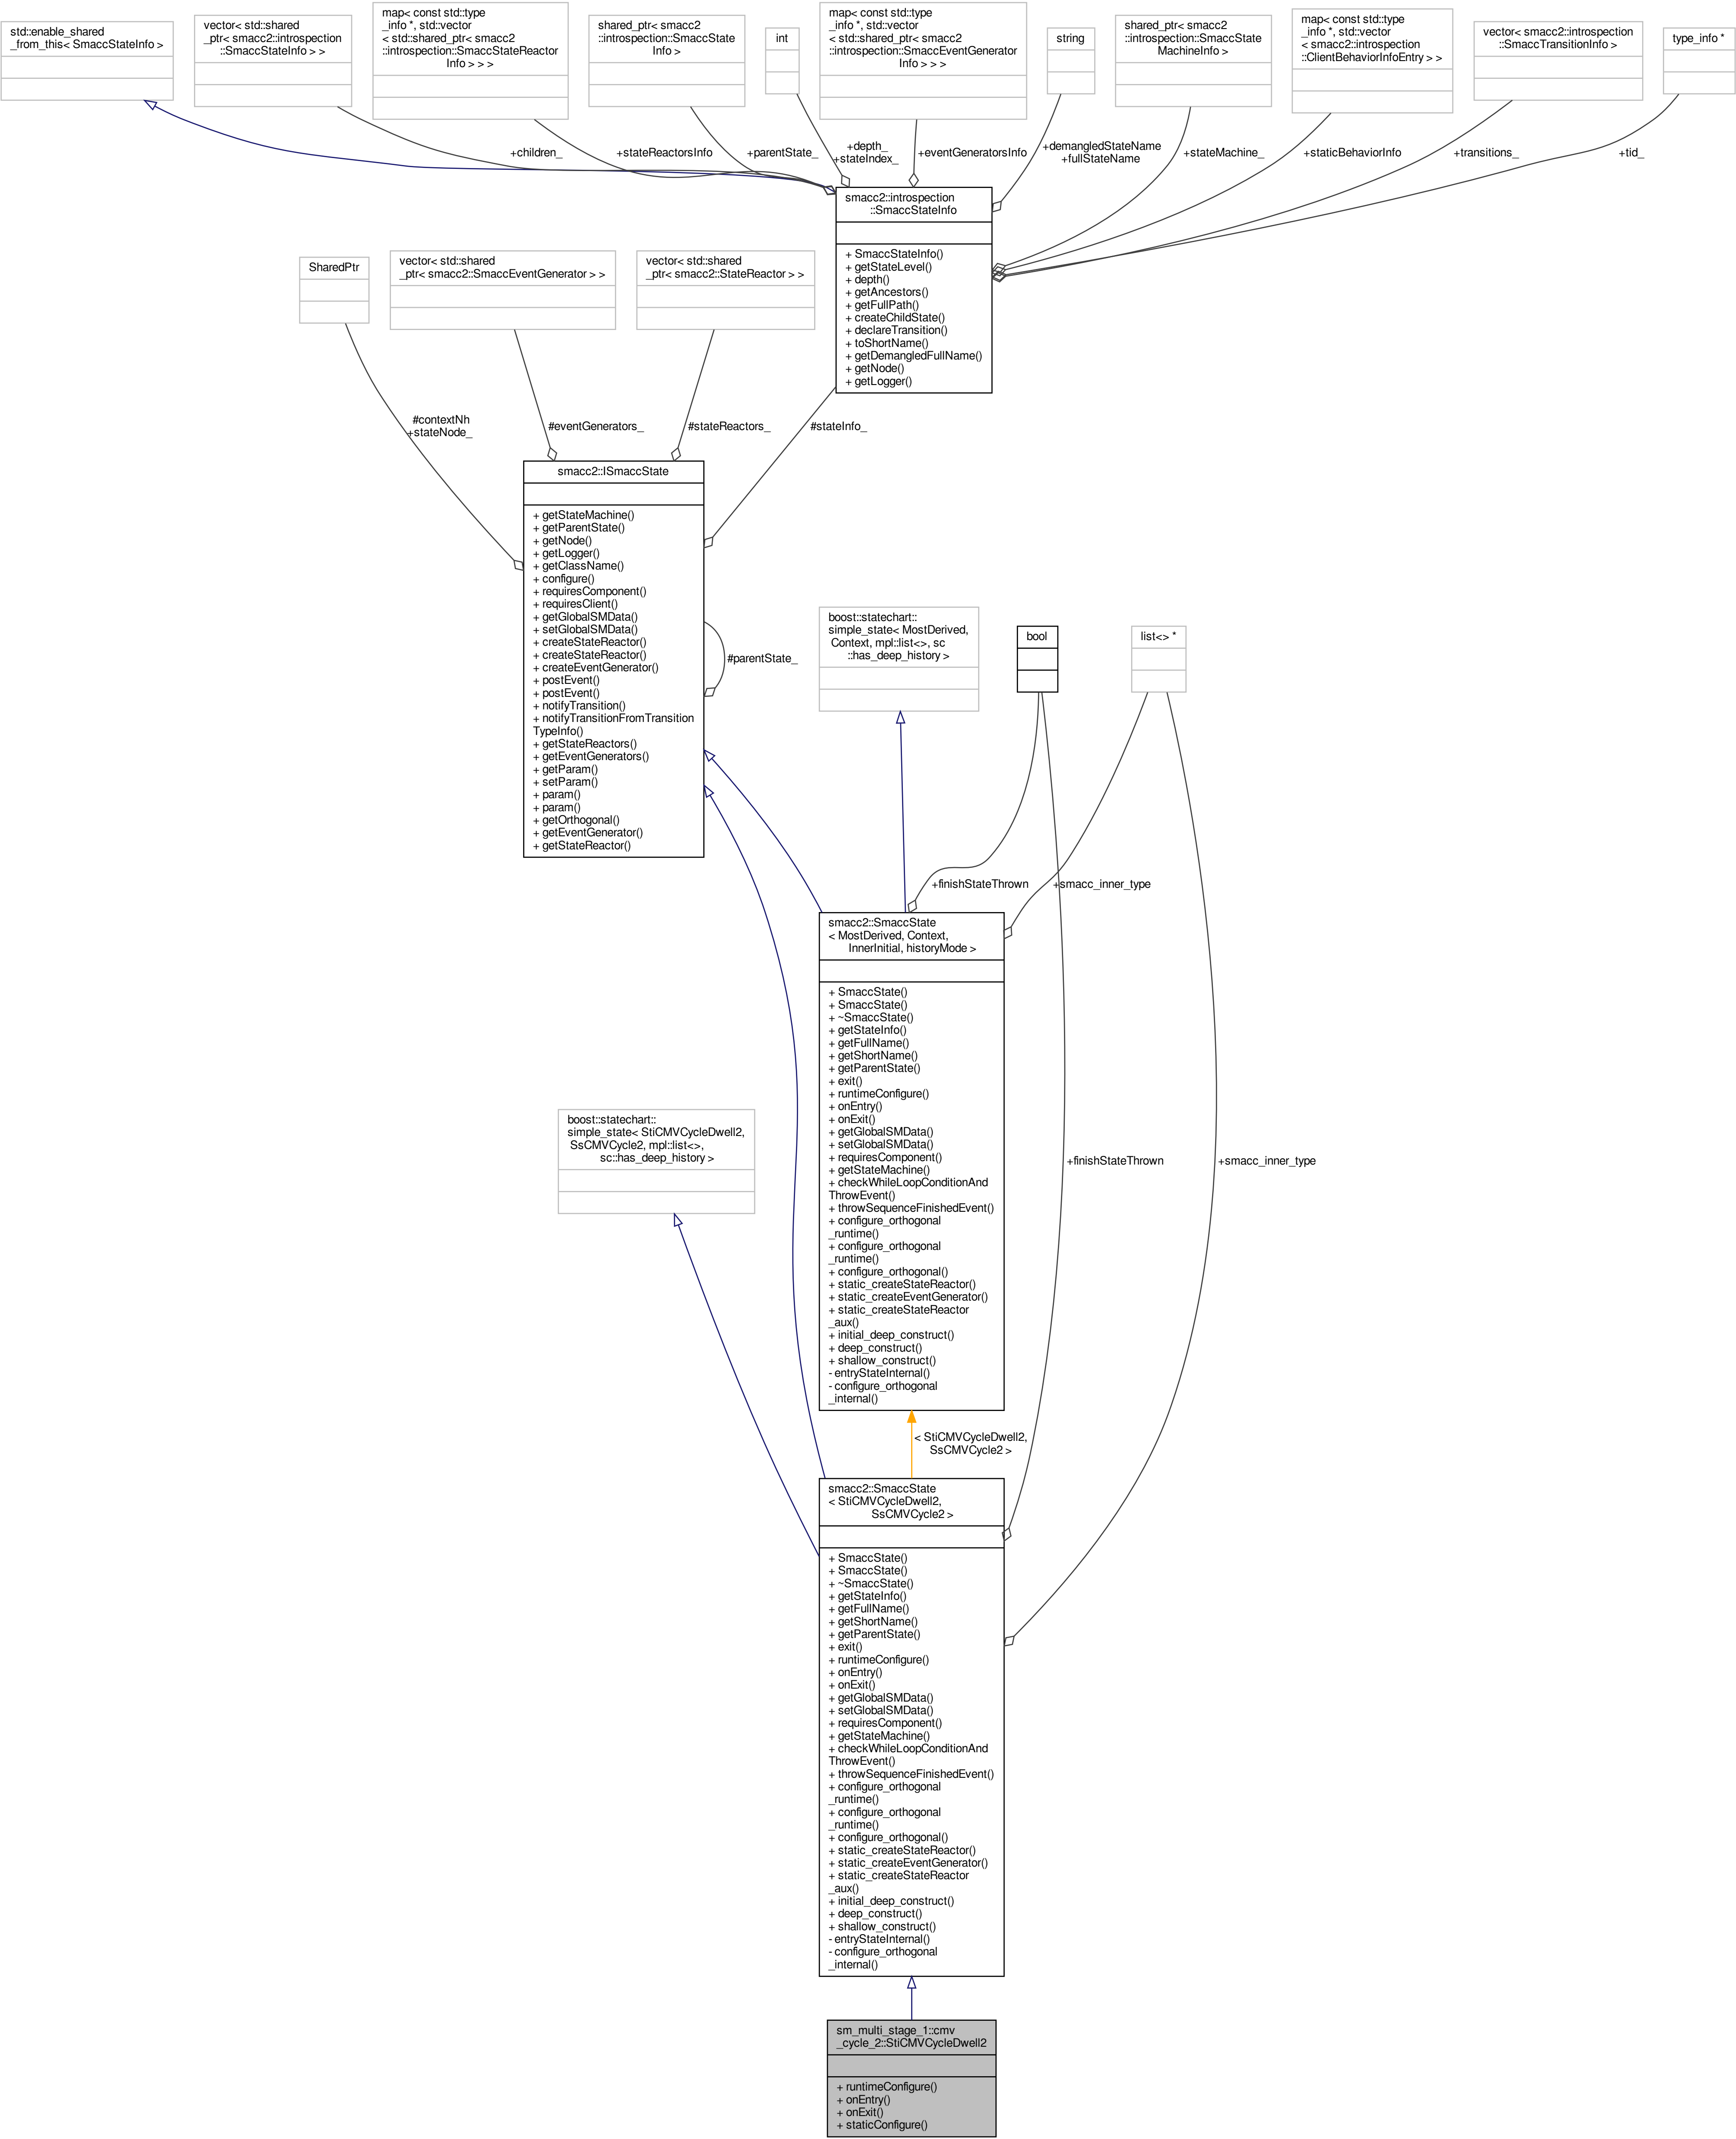 std::enable_shared
_from_this< SmaccStateInfo >
vector< std::shared
_ptr< smacc2::introspection
::SmaccStateInfo > >
map< const std::type
_info *, std::vector
< std::shared_ptr< smacc2
::introspection::SmaccStateReactor
Info > > >
shared_ptr< smacc2
::introspection::SmaccState
Info >
int
map< const std::type
_info *, std::vector
< std::shared_ptr< smacc2
::introspection::SmaccEventGenerator
Info > > >
string
shared_ptr< smacc2
::introspection::SmaccState
MachineInfo >
map< const std::type
_info *, std::vector
< smacc2::introspection
::ClientBehaviorInfoEntry > >
vector< smacc2::introspection
::SmaccTransitionInfo >
type_info *
+children_
+stateReactorsInfo
+parentState_
+depth_
+stateIndex_
+eventGeneratorsInfo
+demangledStateName
+fullStateName
+stateMachine_
+staticBehaviorInfo
+transitions_
+tid_
smacc2::introspection
::SmaccStateInfo
+ SmaccStateInfo()
+ getStateLevel()
+ depth()
+ getAncestors()
+ getFullPath()
+ createChildState()
+ declareTransition()
+ toShortName()
+ getDemangledFullName()
+ getNode()
+ getLogger()
SharedPtr
vector< std::shared
_ptr< smacc2::SmaccEventGenerator > >
vector< std::shared
_ptr< smacc2::StateReactor > >
#contextNh
+stateNode_
#eventGenerators_
#stateReactors_
#stateInfo_
smacc2::ISmaccState
+ getStateMachine()
+ getParentState()
+ getNode()
+ getLogger()
+ getClassName()
+ configure()
+ requiresComponent()
+ requiresClient()
+ getGlobalSMData()
+ setGlobalSMData()
+ createStateReactor()
+ createStateReactor()
+ createEventGenerator()
+ postEvent()
+ postEvent()
+ notifyTransition()
+ notifyTransitionFromTransition
TypeInfo()
+ getStateReactors()
+ getEventGenerators()
+ getParam()
+ setParam()
+ param()
+ param()
+ getOrthogonal()
+ getEventGenerator()
+ getStateReactor()
#parentState_
boost::statechart::
simple_state< MostDerived,
Context, mpl::list<>, sc
::has_deep_history >
bool
list<> *
+finishStateThrown
+smacc_inner_type
smacc2::SmaccState
< MostDerived, Context,
InnerInitial, historyMode >
+ SmaccState()
+ SmaccState()
+ ~SmaccState()
+ getStateInfo()
+ getFullName()
+ getShortName()
+ getParentState()
+ exit()
+ runtimeConfigure()
+ onEntry()
+ onExit()
+ getGlobalSMData()
+ setGlobalSMData()
+ requiresComponent()
+ getStateMachine()
+ checkWhileLoopConditionAnd
ThrowEvent()
+ throwSequenceFinishedEvent()
+ configure_orthogonal
_runtime()
+ configure_orthogonal
_runtime()
+ configure_orthogonal()
+ static_createStateReactor()
+ static_createEventGenerator()
+ static_createStateReactor
_aux()
+ initial_deep_construct()
+ deep_construct()
+ shallow_construct()
- entryStateInternal()
- configure_orthogonal
_internal()
boost::statechart::
simple_state< StiCMVCycleDwell2,
SsCMVCycle2, mpl::list<>,
sc::has_deep_history >
+finishStateThrown
+smacc_inner_type
< StiCMVCycleDwell2,
SsCMVCycle2 >
smacc2::SmaccState
< StiCMVCycleDwell2,
SsCMVCycle2 >
+ SmaccState()
+ SmaccState()
+ ~SmaccState()
+ getStateInfo()
+ getFullName()
+ getShortName()
+ getParentState()
+ exit()
+ runtimeConfigure()
+ onEntry()
+ onExit()
+ getGlobalSMData()
+ setGlobalSMData()
+ requiresComponent()
+ getStateMachine()
+ checkWhileLoopConditionAnd
ThrowEvent()
+ throwSequenceFinishedEvent()
+ configure_orthogonal
_runtime()
+ configure_orthogonal
_runtime()
+ configure_orthogonal()
+ static_createStateReactor()
+ static_createEventGenerator()
+ static_createStateReactor
_aux()
+ initial_deep_construct()
+ deep_construct()
+ shallow_construct()
- entryStateInternal()
- configure_orthogonal
_internal()
sm_multi_stage_1::cmv
_cycle_2::StiCMVCycleDwell2
+ runtimeConfigure()
+ onEntry()
+ onExit()
+ staticConfigure()